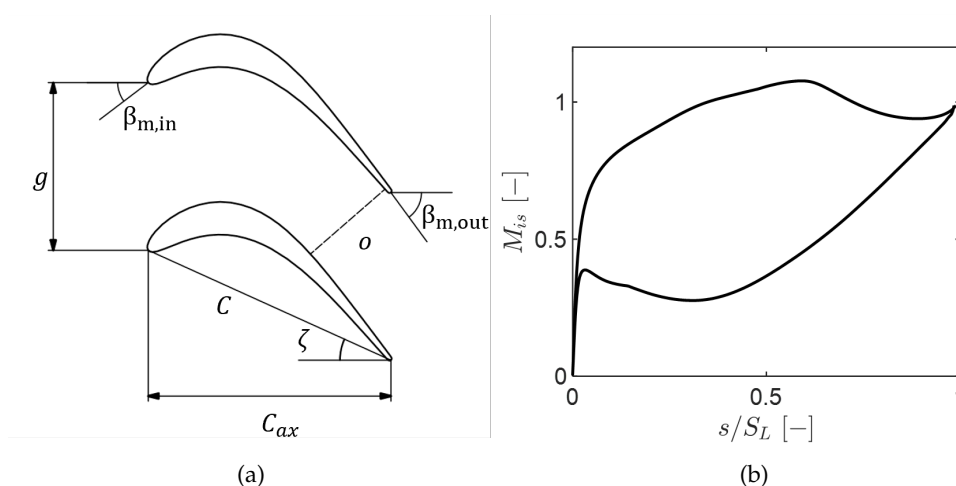 β_m,in
g
o
β_m,out
C
ζ
C_ax
(a)
M_is [−]
1
0.5
0
0
0.5
s/S_L [−]
(b)